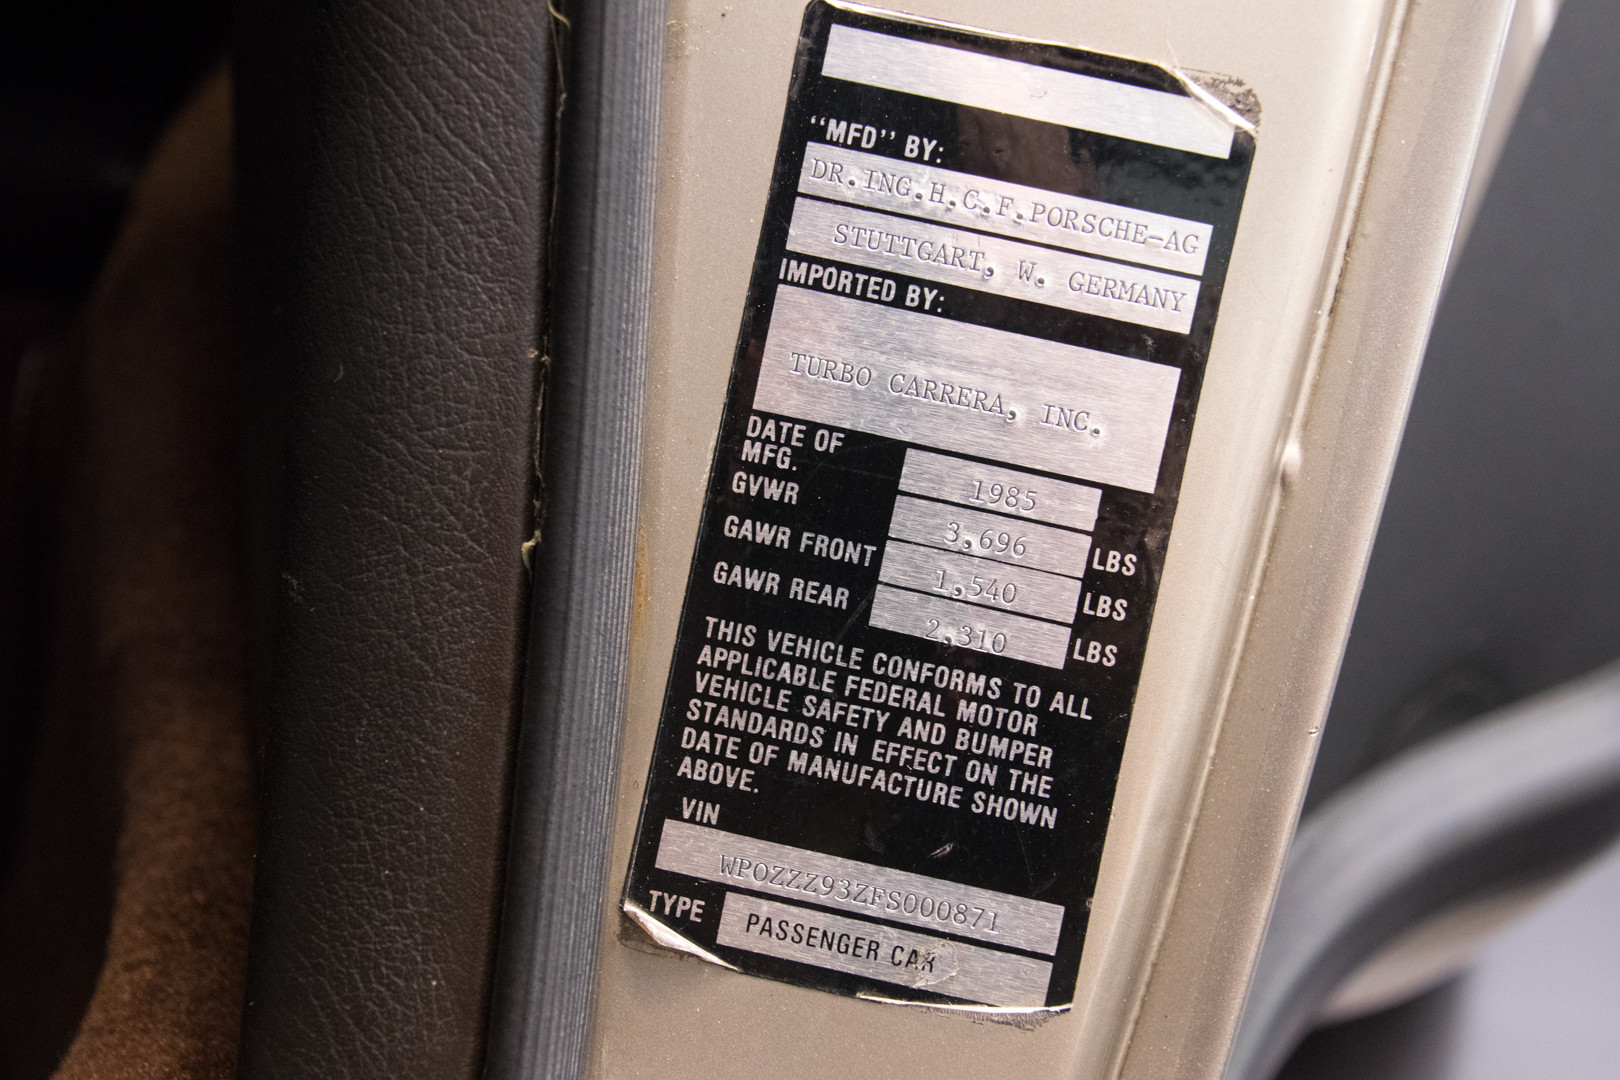 “MFD” BY:
DR.ING.H.C.F.PORSCHE-AG
STUTTGART, W. GERMANY
IMPORTED BY:
TURBO CARRERA, INC.
DATE OF
MFG. 1985
GVWR 3,696 LBS
GAWR FRONT 1,540 LBS
GAWR REAR 2,310 LBS
THIS VEHICLE CONFORMS TO ALL
APPLICABLE FEDERAL MOTOR
VEHICLE SAFETY AND BUMPER
STANDARDS IN EFFECT ON THE
DATE OF MANUFACTURE SHOWN
ABOVE.
VIN
WPOZZZ93ZFS000871
TYPE PASSENGER CAR